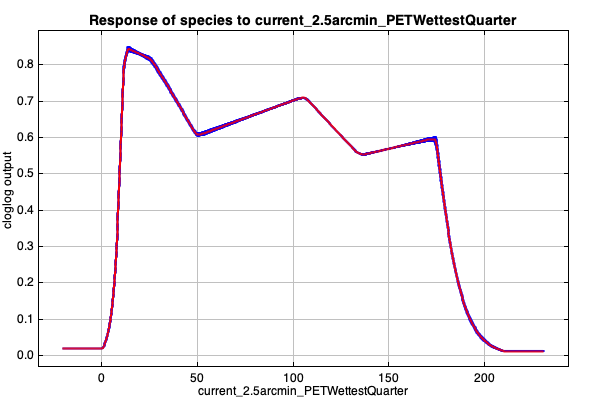 Response of species to current_2.5arcmin_PETWettestQuarter
cloglog output
0.8
0.7
0.6
0.5
0.4
0.3
0.2
0.1
0.0
0 50 100 150 200
current_2.5arcmin_PETWettestQuarter